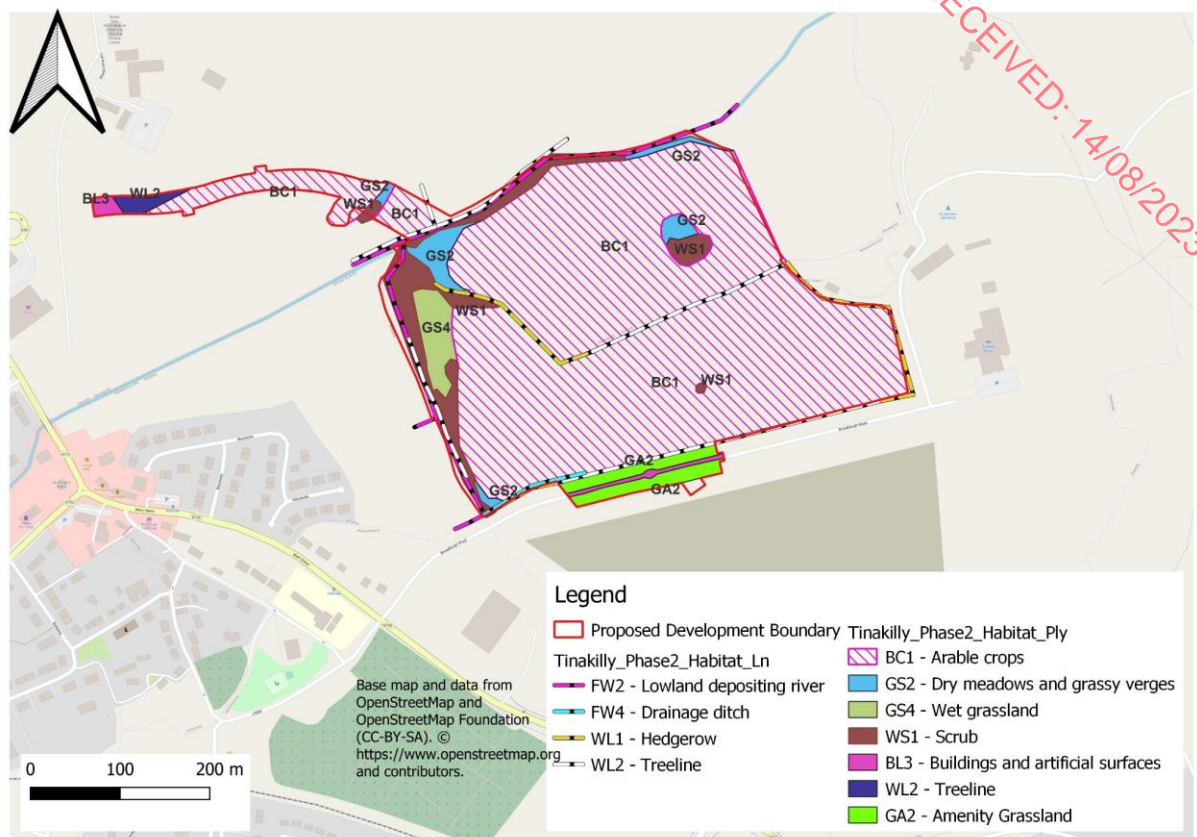 RECEIVED: 14/08/2023
BL3
WL2
BC1
GS2
WS1
BC1
GS2
GS2
BC1
GS2
WS1
WS1
GS4
BC1
WS1
GS2
GA2
GA2
Legend
Proposed Development Boundary
Tinakilly_Phase2_Habitat_Ln
FW2 - Lowland depositing river
FW4 - Drainage ditch
WL1 - Hedgerow
WL2 - Treeline
Tinakilly_Phase2_Habitat_Ply
BC1 - Arable crops
GS2 - Dry meadows and grassy verges
GS4 - Wet grassland
WS1 - Scrub
BL3 - Buildings and artificial surfaces
WL2 - Treeline
GA2 - Amenity Grassland
Base map and data from
OpenStreetMap and
OpenStreetMap Foundation
(CC-BY-SA). ©
https://www.openstreetmap.org
and contributors.
0 100 200 m